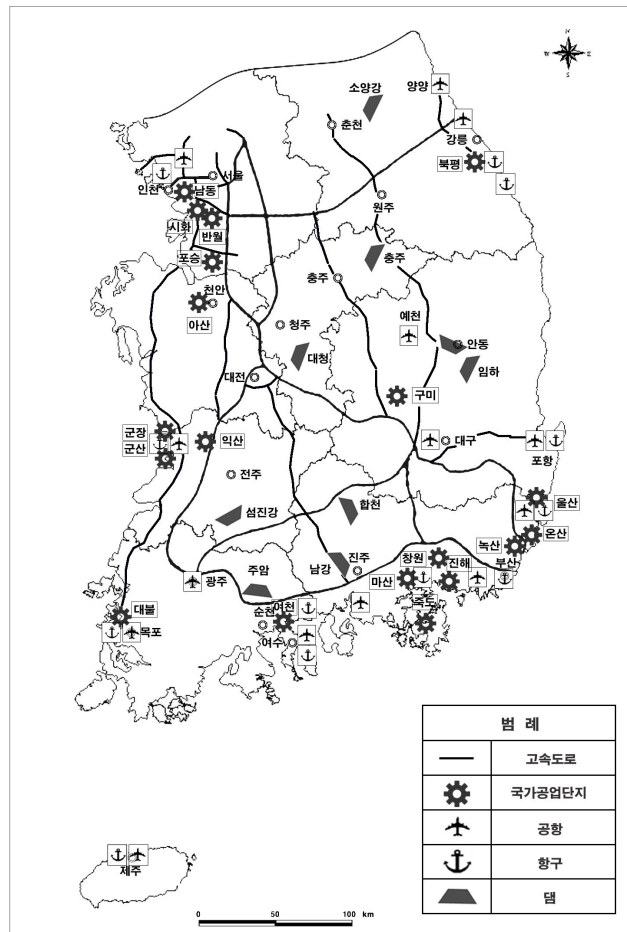 N
W E
S
소양강
양양
춘천
강릉
북평
서울
인천
남동
원주
시화
반월
포승
충주
충주
천안
아산
청주
예천
안동
대청
임하
대전
구미
군장
군산
익산
대구
포항
전주
울산
합천
섬진강
온산
녹산
창원
진해
부산
남강
진주
마산
주암
광주
죽도
대불
순천
여천
목포
여수
제주
범 례
고속도로
국가공업단지
공항
항구
댐
0 50 100 km